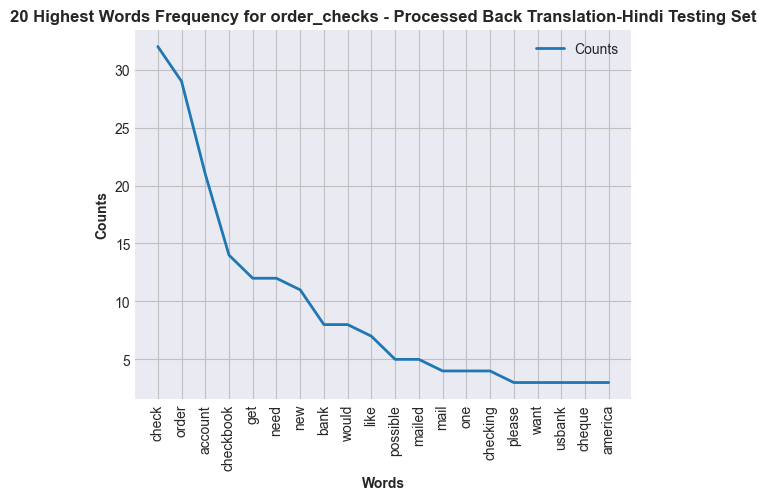 20 Highest Words Frequency for order_checks - Processed Back Translation-Hindi Testing Set
Counts
Counts
30
25
20
15
10
5
check
order
account
checkbook
get
need
new
bank
would
like
possible
mailed
mail
one
checking
please
want
usbank
cheque
america
Words